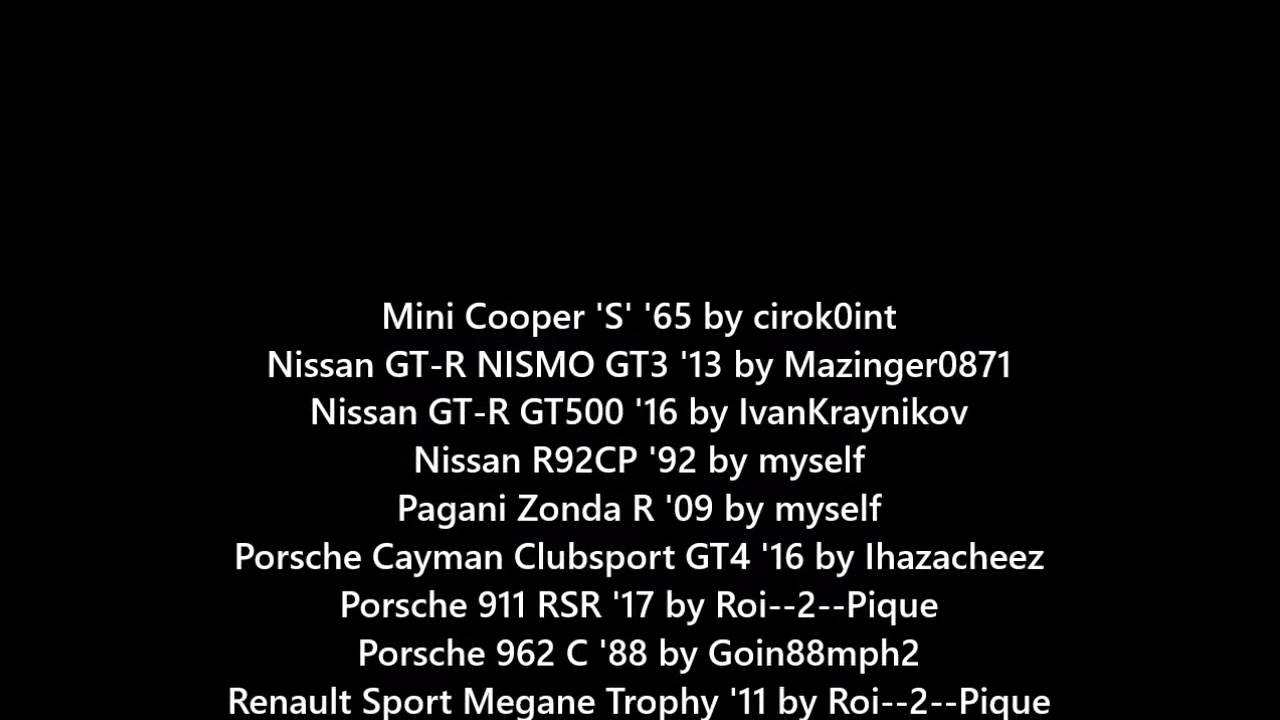 Mini Cooper 'S' '65 by cirok0int
Nissan GT-R NISMO GT3 '13 by Mazinger0871
Nissan GT-R GT500 '16 by IvanKraynikov
Nissan R92CP '92 by myself
Pagani Zonda R '09 by myself
Porsche Cayman Clubsport GT4 '16 by Ihazacheez
Porsche 911 RSR '17 by Roi--2--Pique
Porsche 962 C '88 by Goin88mph2
Renault Sport Megane Trophy '11 by Roi--2--Pique